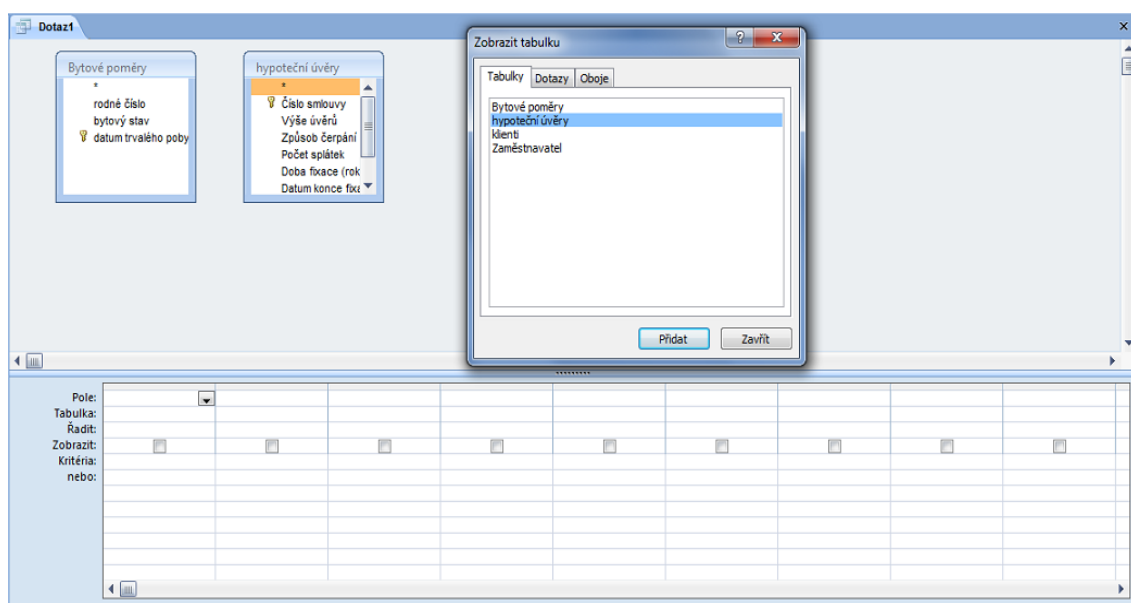 Dotaz1
Bytové poměry
*
rodné číslo
bytový stav
datum trvalého poby
hypoteční úvěry
*
Číslo smlouvy
Výše úvěrů
Způsob čerpání
Počet splátek
Doba fixace (rok
Datum konce fixa
Zobrazit tabulku
Tabulky Dotazy Oboje
Bytové poměry
hypoteční úvěry
klienti
Zaměstnavatel
Přidat Zavřít
Pole:
Tabulka:
Řadit:
Zobrazit:
Kritéria:
nebo: